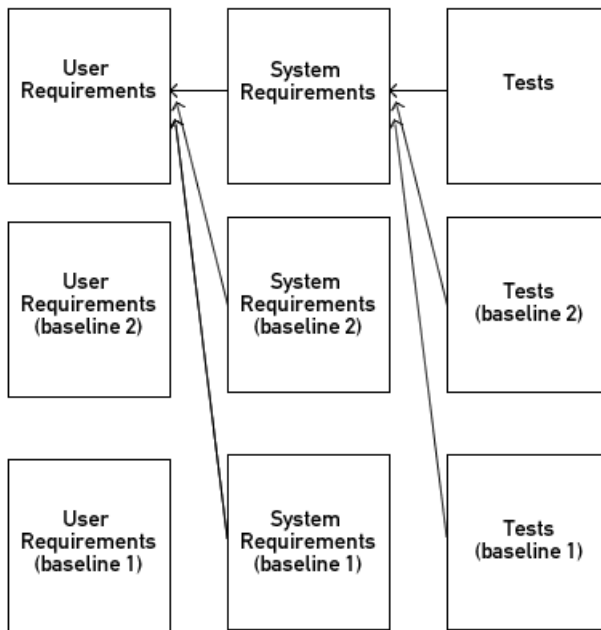 User
Requirements
System
Requirements
Tests
User
Requirements
(baseline 2)
System
Requirements
(baseline 2)
Tests
(baseline 2)
User
Requirements
(baseline 1)
System
Requirements
(baseline 1)
Tests
(baseline 1)